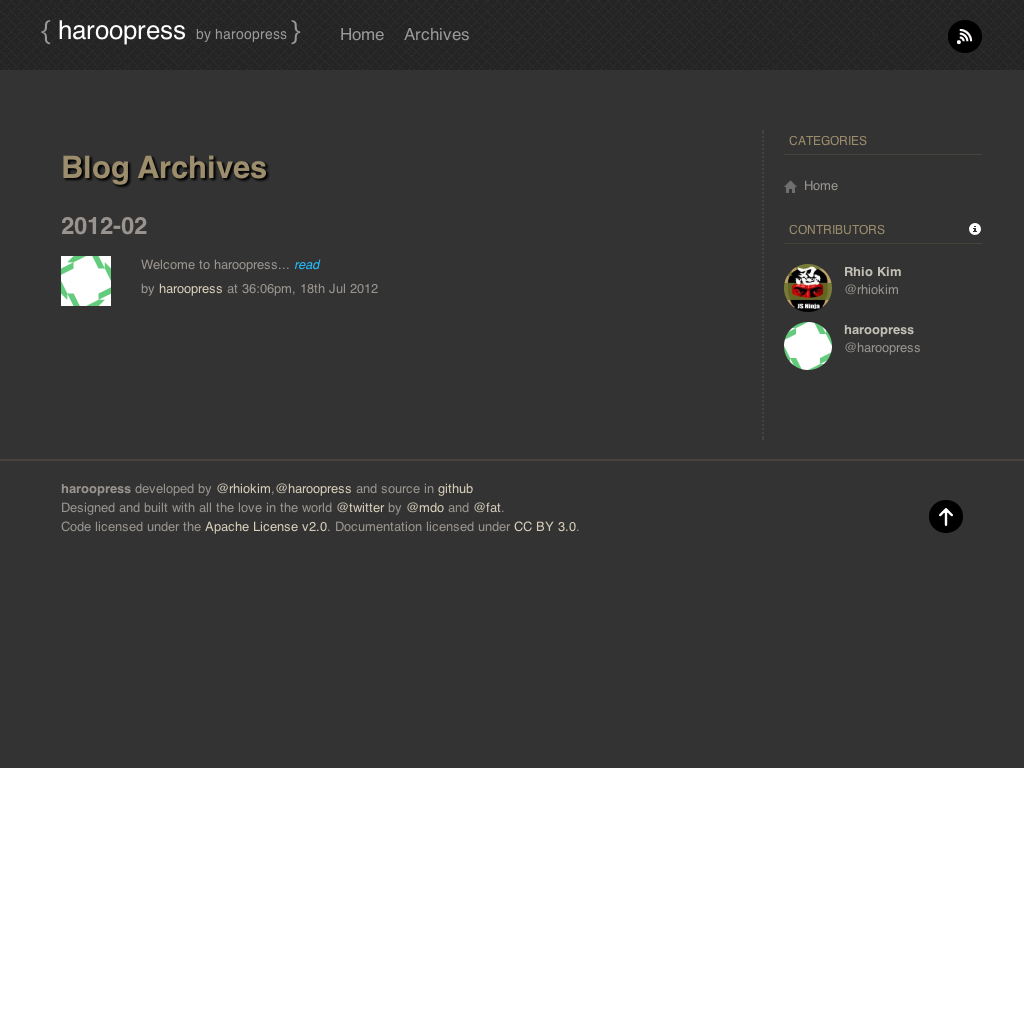 { haroopress by haroopress }
Home
Archives
Blog Archives
2012-02
Welcome to haroopress... read
by haroopress at 36:06pm, 18th Jul 2012
CATEGORIES
Home
CONTRIBUTORS
Rhio Kim
@rhiokim
JS Ninja
haroopress
@haroopress
haroopress developed by @rhiokim,@haroopress and source in github
Designed and built with all the love in the world @twitter by @mdo and @fat.
Code licensed under the Apache License v2.0. Documentation licensed under CC BY 3.0.